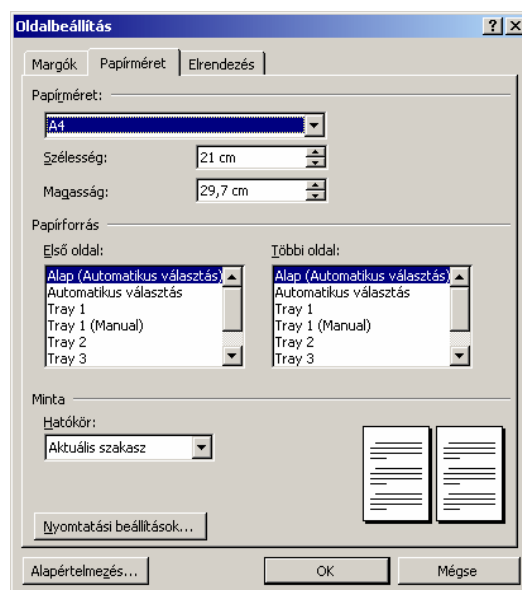 Oldalbeállítás
Margók Papírméret Elrendezés
Papírméret:
A4
Szélesség: 21 cm
Magasság: 29,7 cm
Papírforrás
Első oldal: Többi oldal:
Alap (Automatikus választás) Alap (Automatikus választás)
Automatikus választás Automatikus választás
Tray 1 Tray 1
Tray 1 (Manual) Tray 1 (Manual)
Tray 2 Tray 2
Tray 3 Tray 3
Minta
Hatókör:
Aktuális szakasz
Nyomtatási beállítások...
Alapértelmezés... OK Mégse